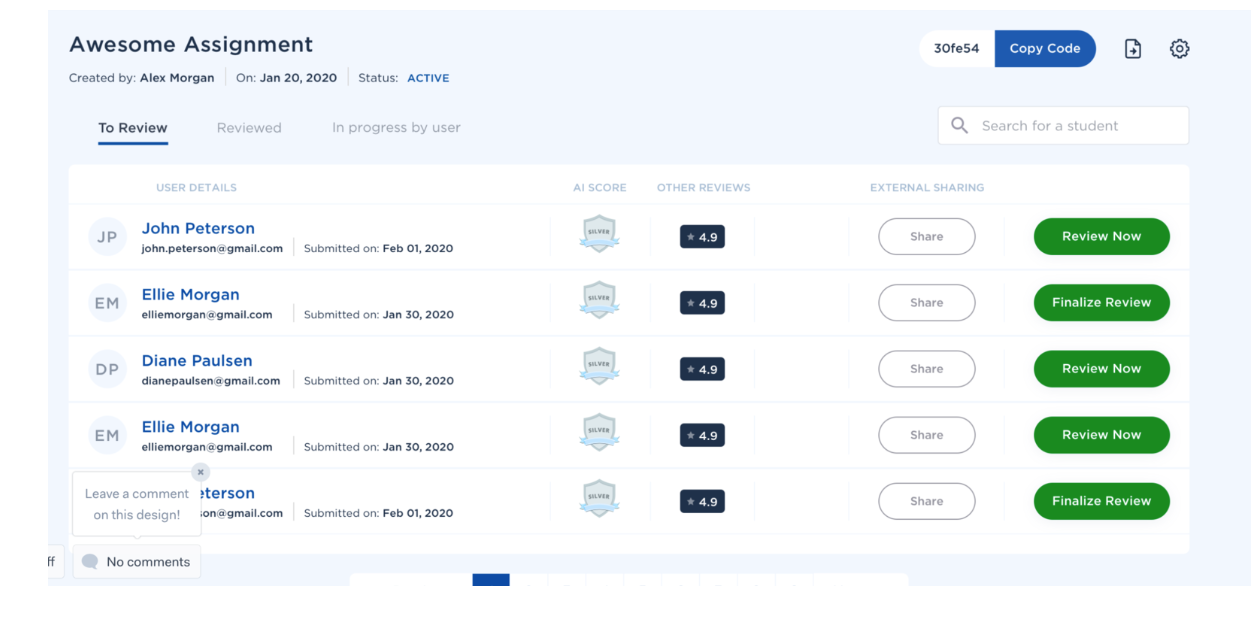 Awesome Assignment
30fe54 Copy Code
Created by: Alex Morgan On: Jan 20, 2020 Status: ACTIVE
To Review Reviewed In progress by user
Search for a student
USER DETAILS AI SCORE OTHER REVIEWS EXTERNAL SHARING
JP John Peterson SILVER ★ 4.9 Share Review Now
john.peterson@gmail.com Submitted on: Feb 01, 2020
EM Ellie Morgan SILVER ★ 4.9 Share Finalize Review
elliemorgan@gmail.com Submitted on: Jan 30, 2020
DP Diane Paulsen SILVER ★ 4.9 Share Review Now
dianepaulsen@gmail.com Submitted on: Jan 30, 2020
EM Ellie Morgan SILVER ★ 4.9 Share Review Now
elliemorgan@gmail.com Submitted on: Jan 30, 2020
Leave a comment
on this design!
eterson SILVER ★ 4.9 Share Finalize Review
son@gmail.com Submitted on: Feb 01, 2020
ff No comments